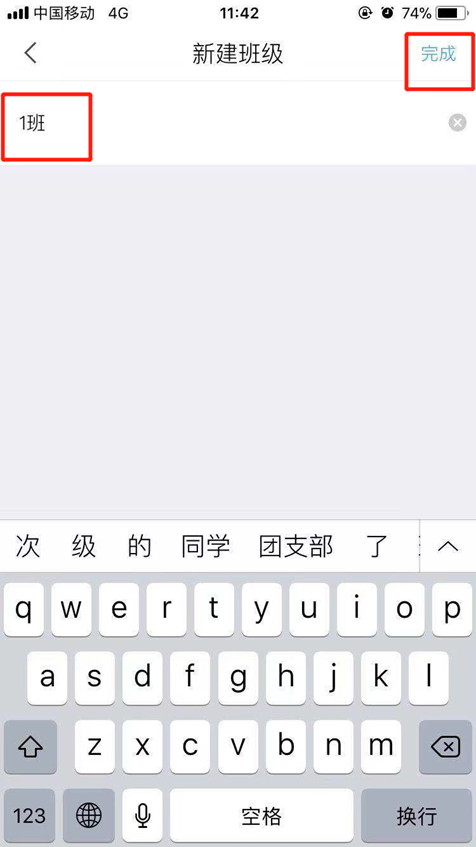 中国移动 4G 11:42 74%
新建班级 完成
1班
次 级 的 同学 团支部 了
q w e r t y u i o p
a s d f g h j k l
z x c v b n m
123 空格 换行